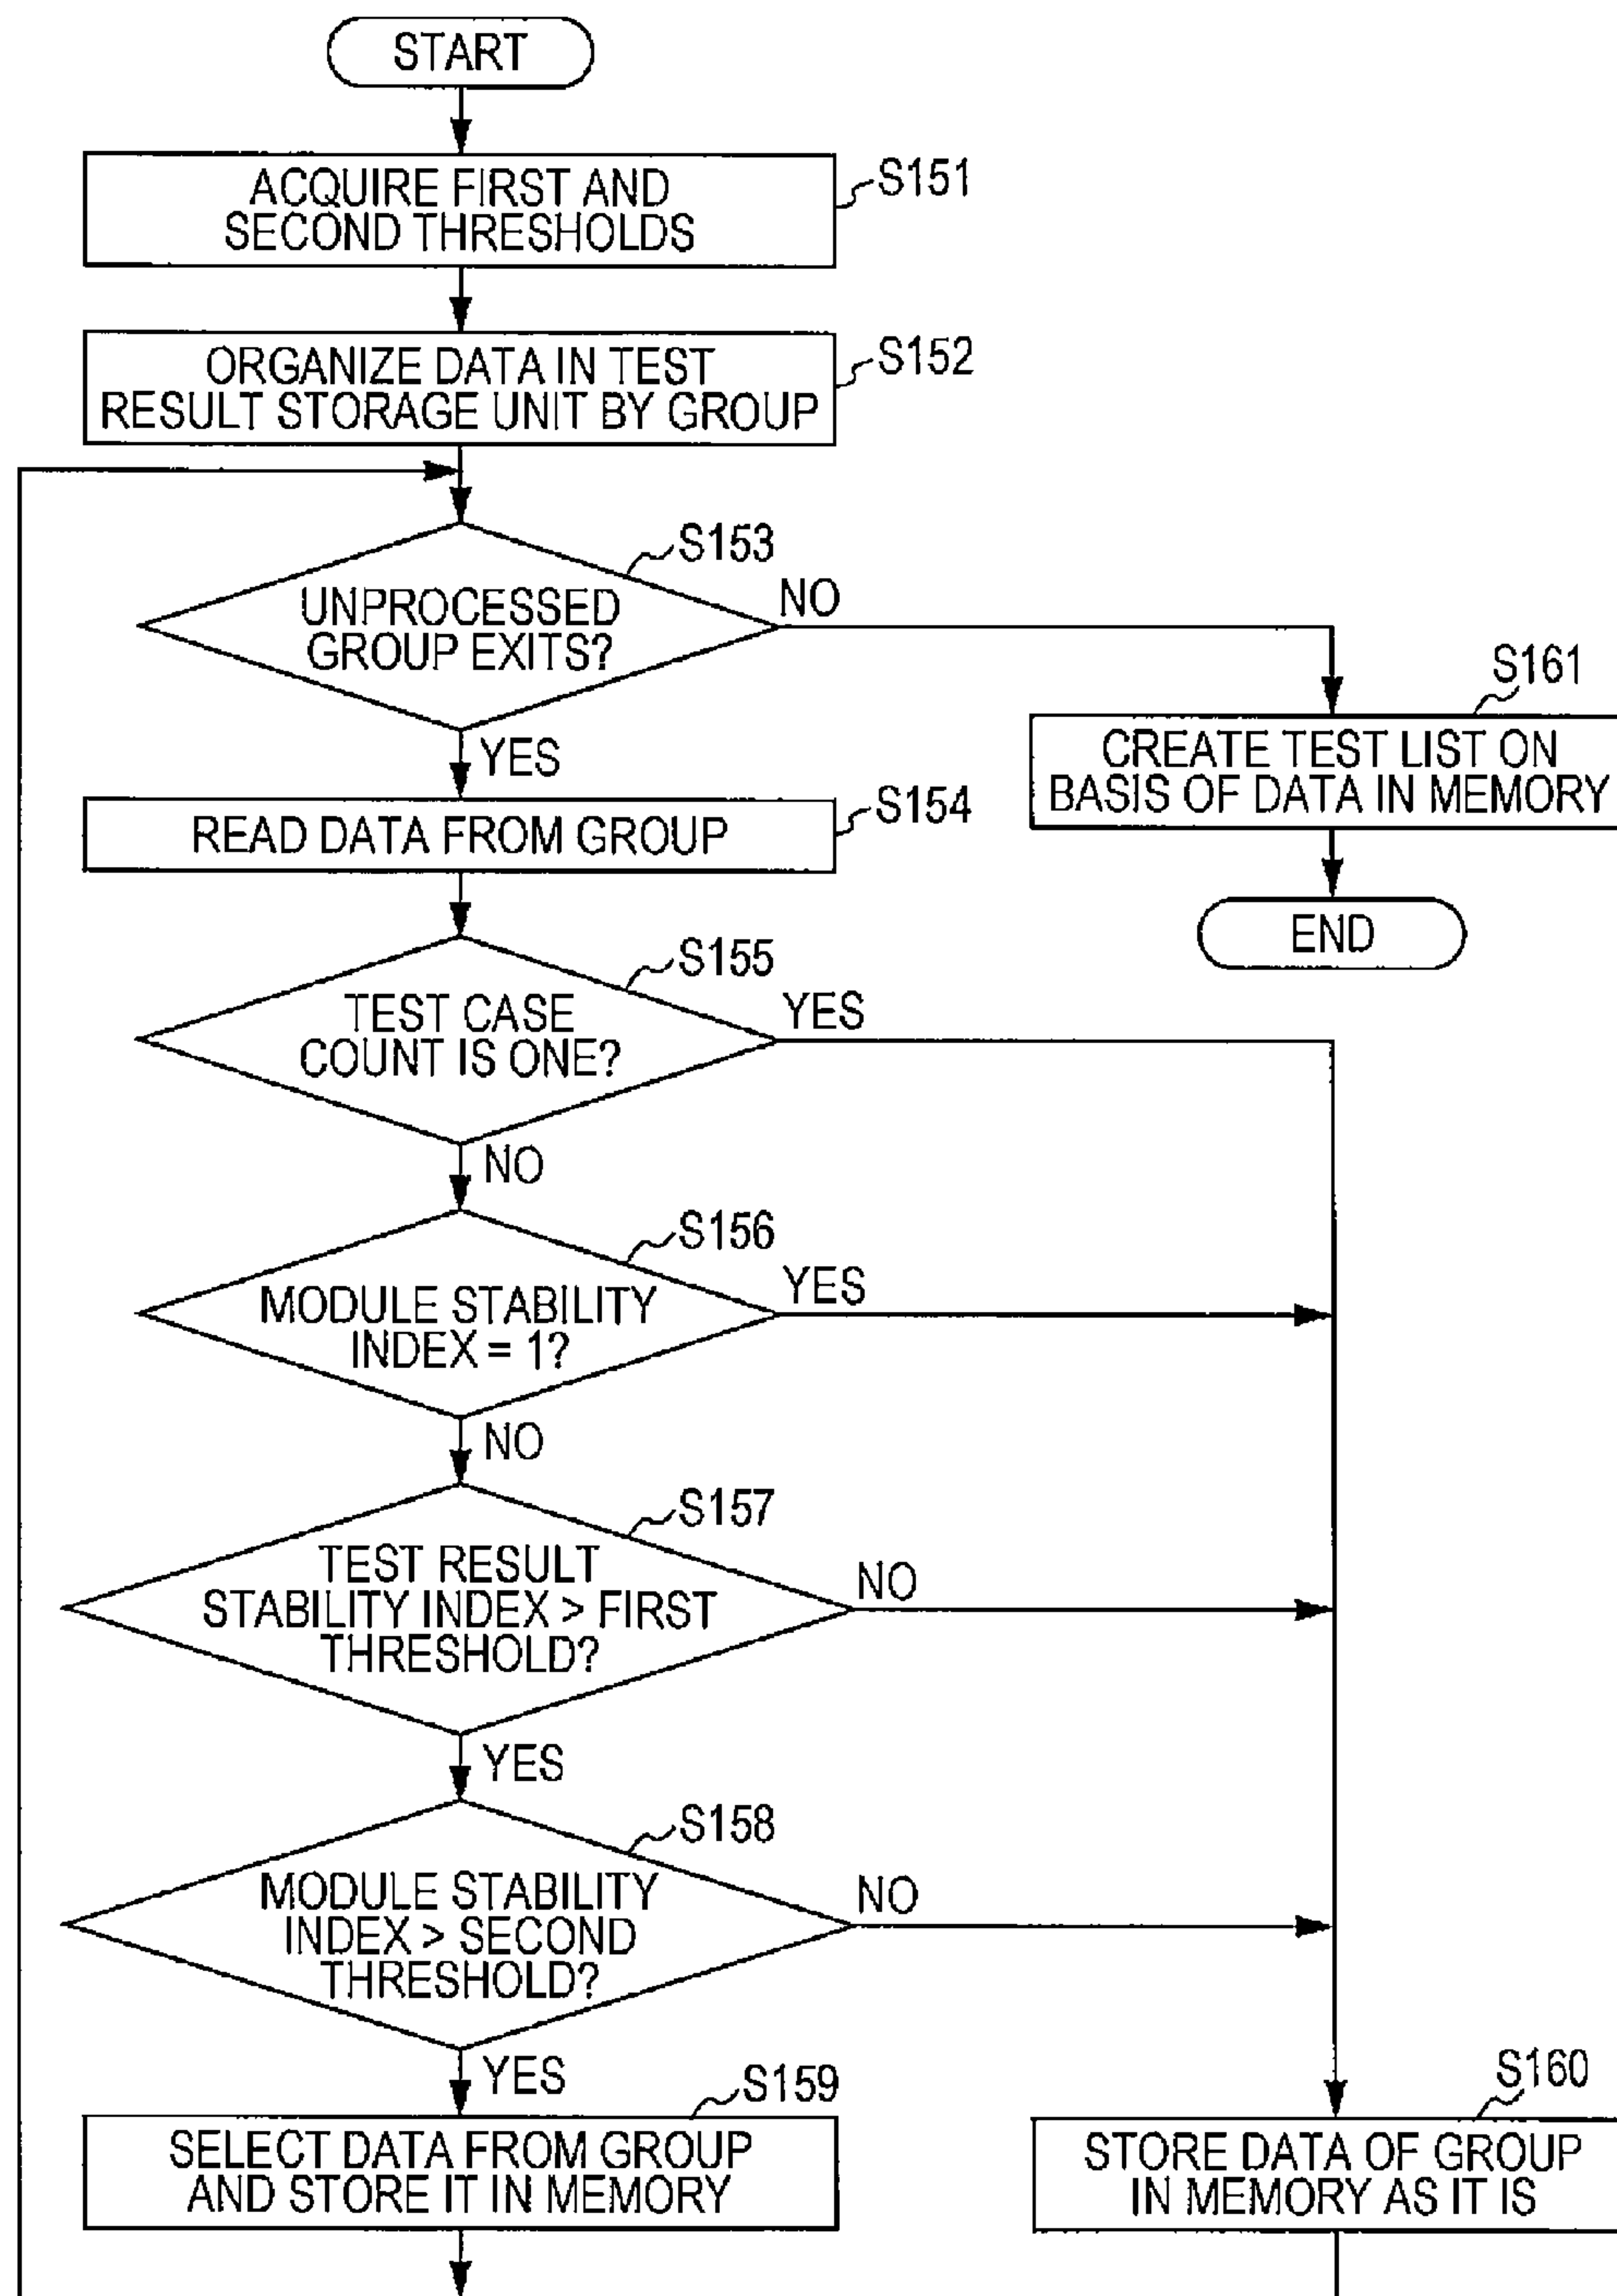 START
ACQUIRE FIRST AND
SECOND THRESHOLDS
S151
ORGANIZE DATA IN TEST
RESULT STORAGE UNIT BY GROUP
S152
UNPROCESSED
GROUP EXITS?
S153
NO
YES
S161
CREATE TEST LIST ON
BASIS OF DATA IN MEMORY
END
READ DATA FROM GROUP
S154
TEST CASE
COUNT IS ONE?
S155
YES
NO
MODULE STABILITY
INDEX = 1?
S156
YES
NO
TEST RESULT
STABILITY INDEX > FIRST
THRESHOLD?
S157
NO
YES
MODULE STABILITY
INDEX > SECOND
THRESHOLD?
S158
NO
YES
SELECT DATA FROM GROUP
AND STORE IT IN MEMORY
S159
S160
STORE DATA OF GROUP
IN MEMORY AS IT IS